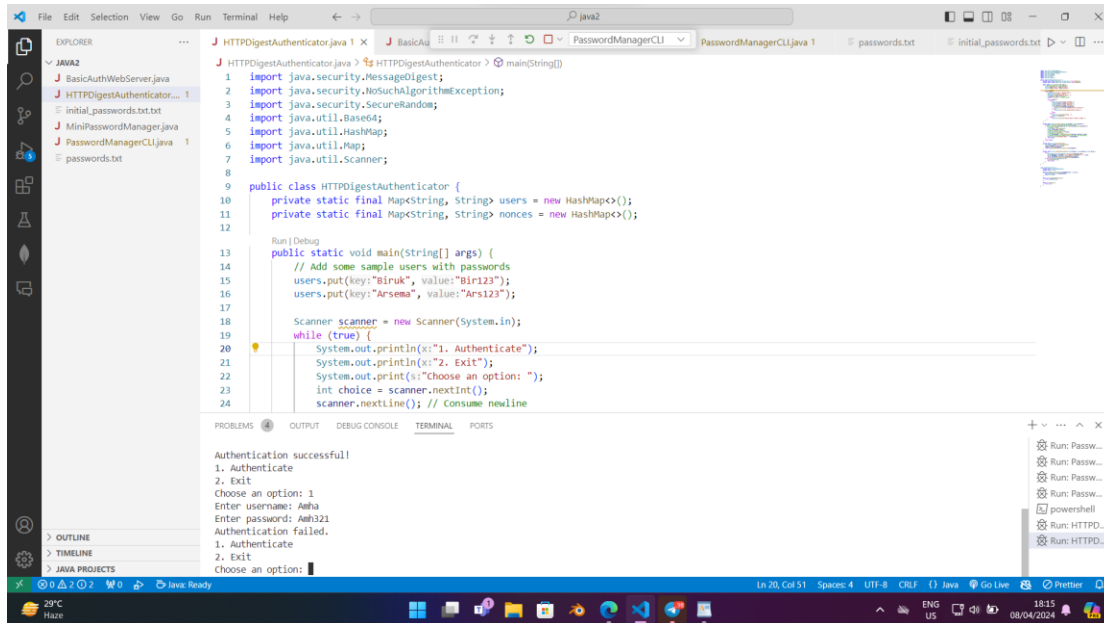 File Edit Selection View Go Run Terminal Help
java2
EXPLORER
JAVA2
BasicAuthWebServer.java
HTTPDigestAuthenticator.... 1
initial_passwords.txt.txt
MiniPasswordManager.java
PasswordManagerCLI.java 1
passwords.txt
OUTLINE
TIMELINE
JAVA PROJECTS
HTTPDigestAuthenticator.java 1
BasicAu
PasswordManagerCLI
PasswordManagerCLI.java 1
passwords.txt
initial_passwords.txt
HTTPDigestAuthenticator.java > HTTPDigestAuthenticator > main(String[])
1 import java.security.MessageDigest;
2 import java.security.NoSuchAlgorithmException;
3 import java.security.SecureRandom;
4 import java.util.Base64;
5 import java.util.HashMap;
6 import java.util.Map;
7 import java.util.Scanner;
8
9 public class HTTPDigestAuthenticator {
10 private static final Map<String, String> users = new HashMap<>();
11 private static final Map<String, String> nonces = new HashMap<>();
12
Run | Debug
13 public static void main(String[] args) {
14 // Add some sample users with passwords
15 users.put(key:"Biruk", value:"Bir123");
16 users.put(key:"Arsema", value:"Ars123");
17
18 Scanner scanner = new Scanner(System.in);
19 while (true) {
20 System.out.println(x:"1. Authenticate");
21 System.out.println(x:"2. Exit");
22 System.out.print(s:"Choose an option: ");
23 int choice = scanner.nextInt();
24 scanner.nextLine(); // Consume newline
PROBLEMS 4 OUTPUT DEBUG CONSOLE TERMINAL PORTS
Authentication successful!
1. Authenticate
2. Exit
Choose an option: 1
Enter username: Amha
Enter password: Amh321
Authentication failed.
1. Authenticate
2. Exit
Choose an option:
Run: Passw...
Run: Passw...
Run: Passw...
Run: Passw...
powershell
Run: HTTPD...
Run: HTTPD...
0 2 2 0 Java: Ready
Ln 20, Col 51 Spaces: 4 UTF-8 CRLF {} Java Go Live Prettier
29°C
Haze
ENG
US
18:15
08/04/2024